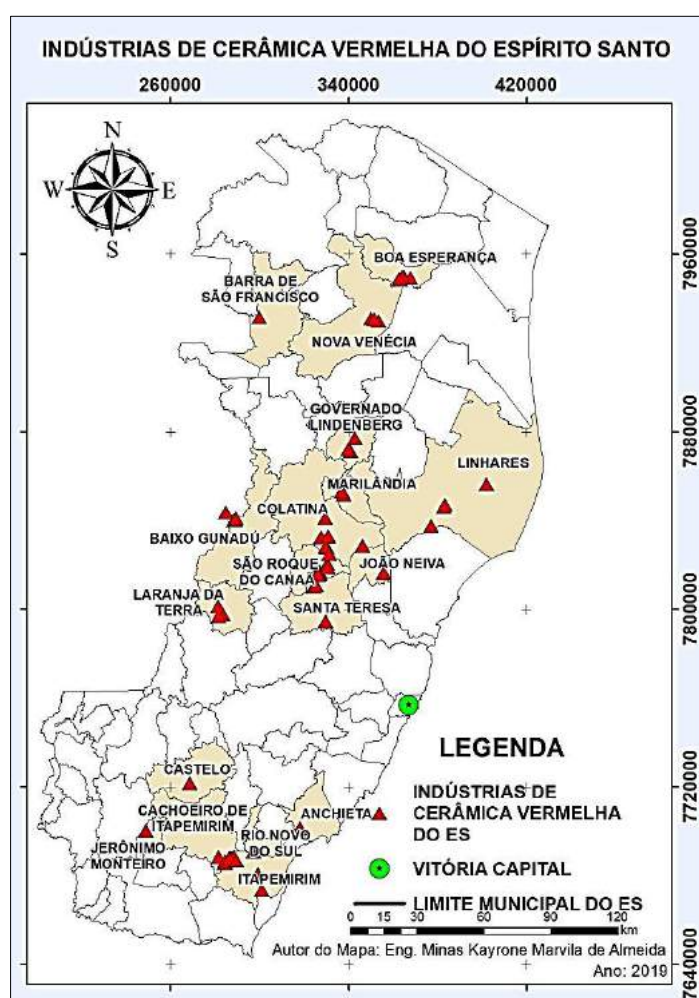 INDÚSTRIAS DE CERÂMICA VERMELHA DO ESPÍRITO SANTO
260000 340000 420000
N
W E
S
7960000
BOA ESPERANÇA
BARRA DE
SÃO FRANCISCO
NOVA VENÉCIA
7880000
GOVERNADO
LINDENBERG
LINHARES
MARILÂNDIA
COLATINA
BAIXO GUNADÚ
SÃO ROQUE
DO CANAÃ
JOÃO NEIVA
LARANJA DA
TERRA
SANTA TERESA
7800000
LEGENDA
7720000
CASTELO
INDÚSTRIAS DE
CERÂMICA VERMELHA
DO ES
ANCHIETA
CACHOEIRO DE
ITAPEMIRIM
RIO NOVO
DO SUL
JERÔNIMO
MONTEIRO
VITÓRIA CAPITAL
ITAPEMIRIM
LIMITE MUNICIPAL DO ES
0 15 30 60 90 120
km
Autor do Mapa: Eng. Minas Kayrone Marvila de Almeida
Ano: 2019
7640000